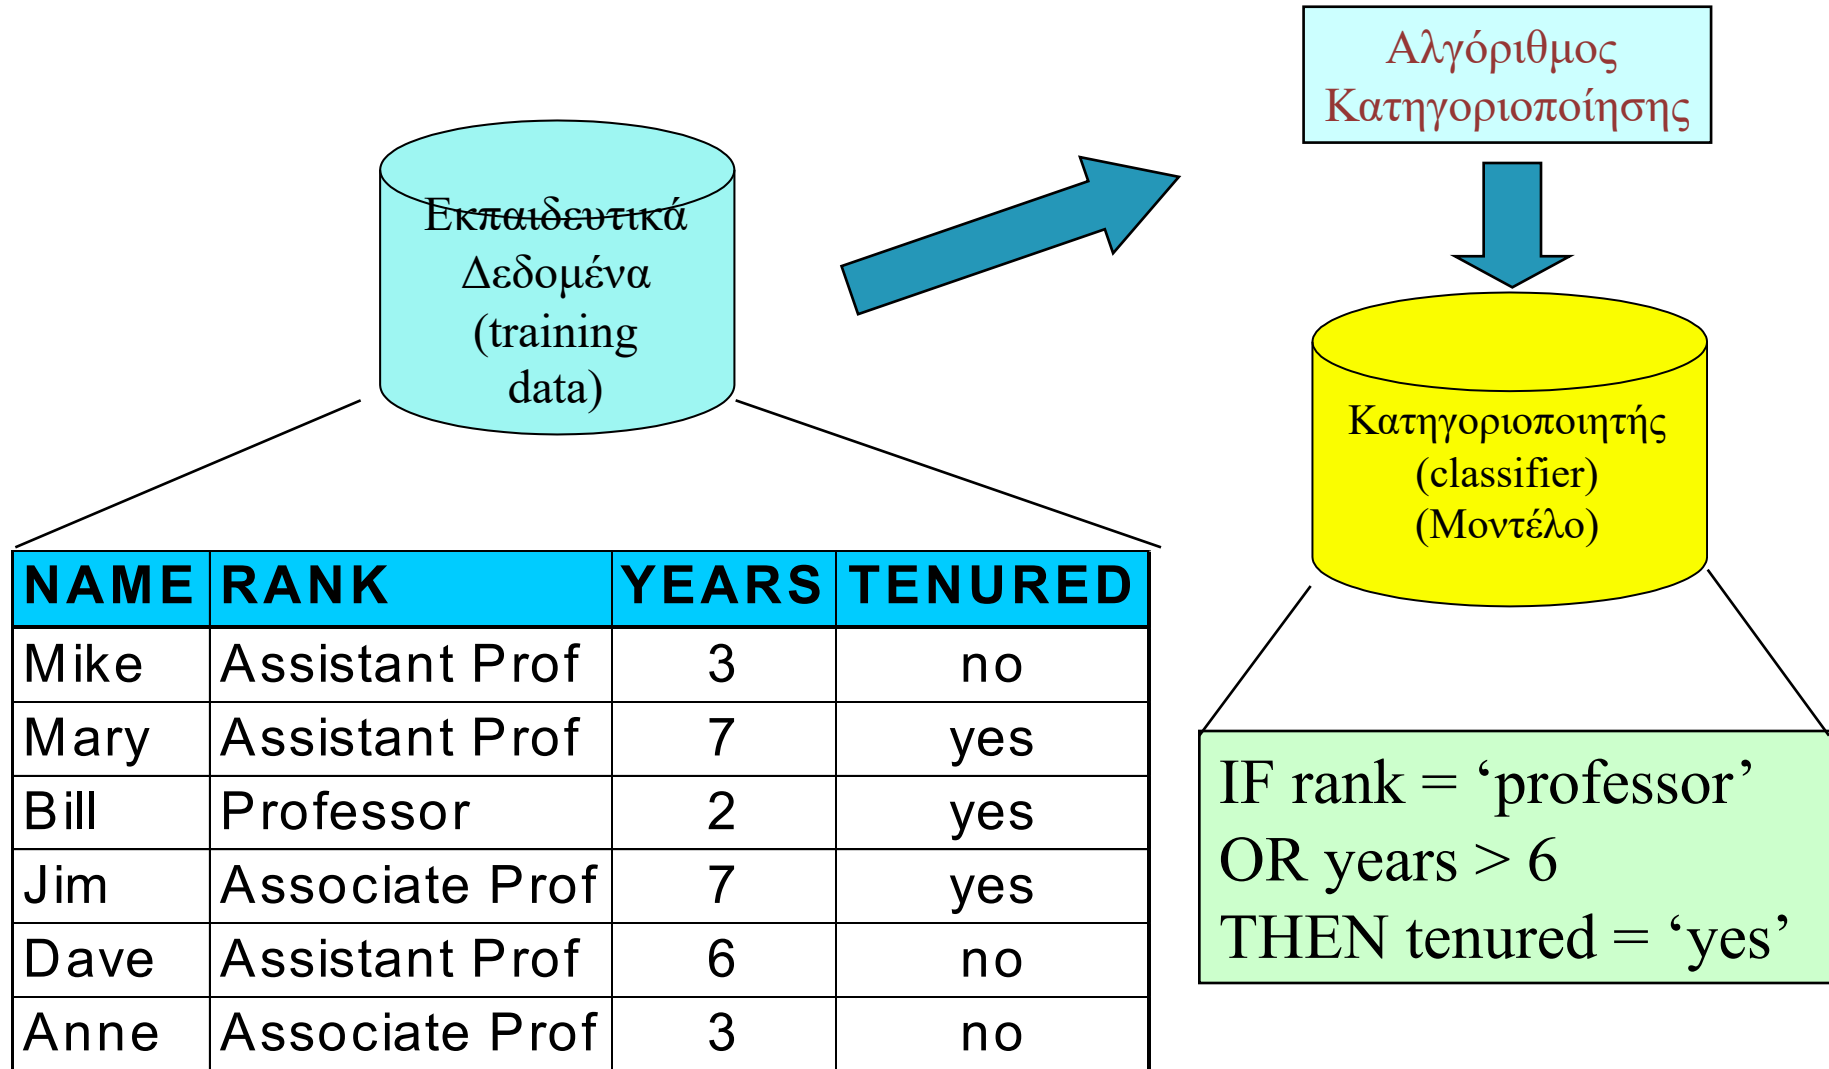 Αλγόριθμος
Κατηγοριοποίησης
Εκπαιδευτικά
Δεδομένα
(training
data)
Κατηγοριοποιητής
(classifier)
(Μοντέλο)
NAME RANK YEARS TENURED
Mike Assistant Prof 3 no
Mary Assistant Prof 7 yes
Bill Professor 2 yes
Jim Associate Prof 7 yes
Dave Assistant Prof 6 no
Anne Associate Prof 3 no
IF rank = ‘professor’
OR years > 6
THEN tenured = ‘yes’